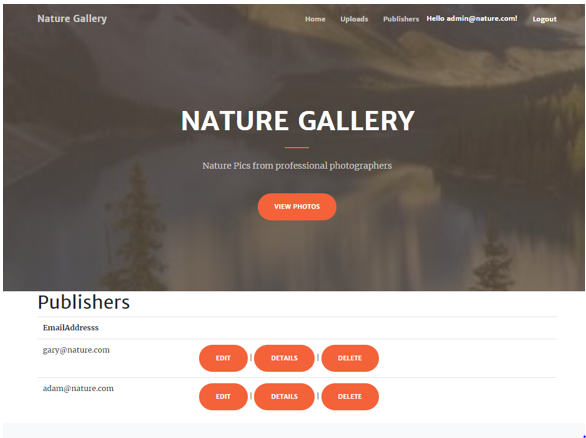 Nature Gallery Home Uploads Publishers Hello admin@nature.com! Logout
NATURE GALLERY
Nature Pics from professional photographers
VIEW PHOTOS
Publishers
EmailAddresss
gary@nature.com EDIT | DETAILS | DELETE
adam@nature.com EDIT | DETAILS | DELETE